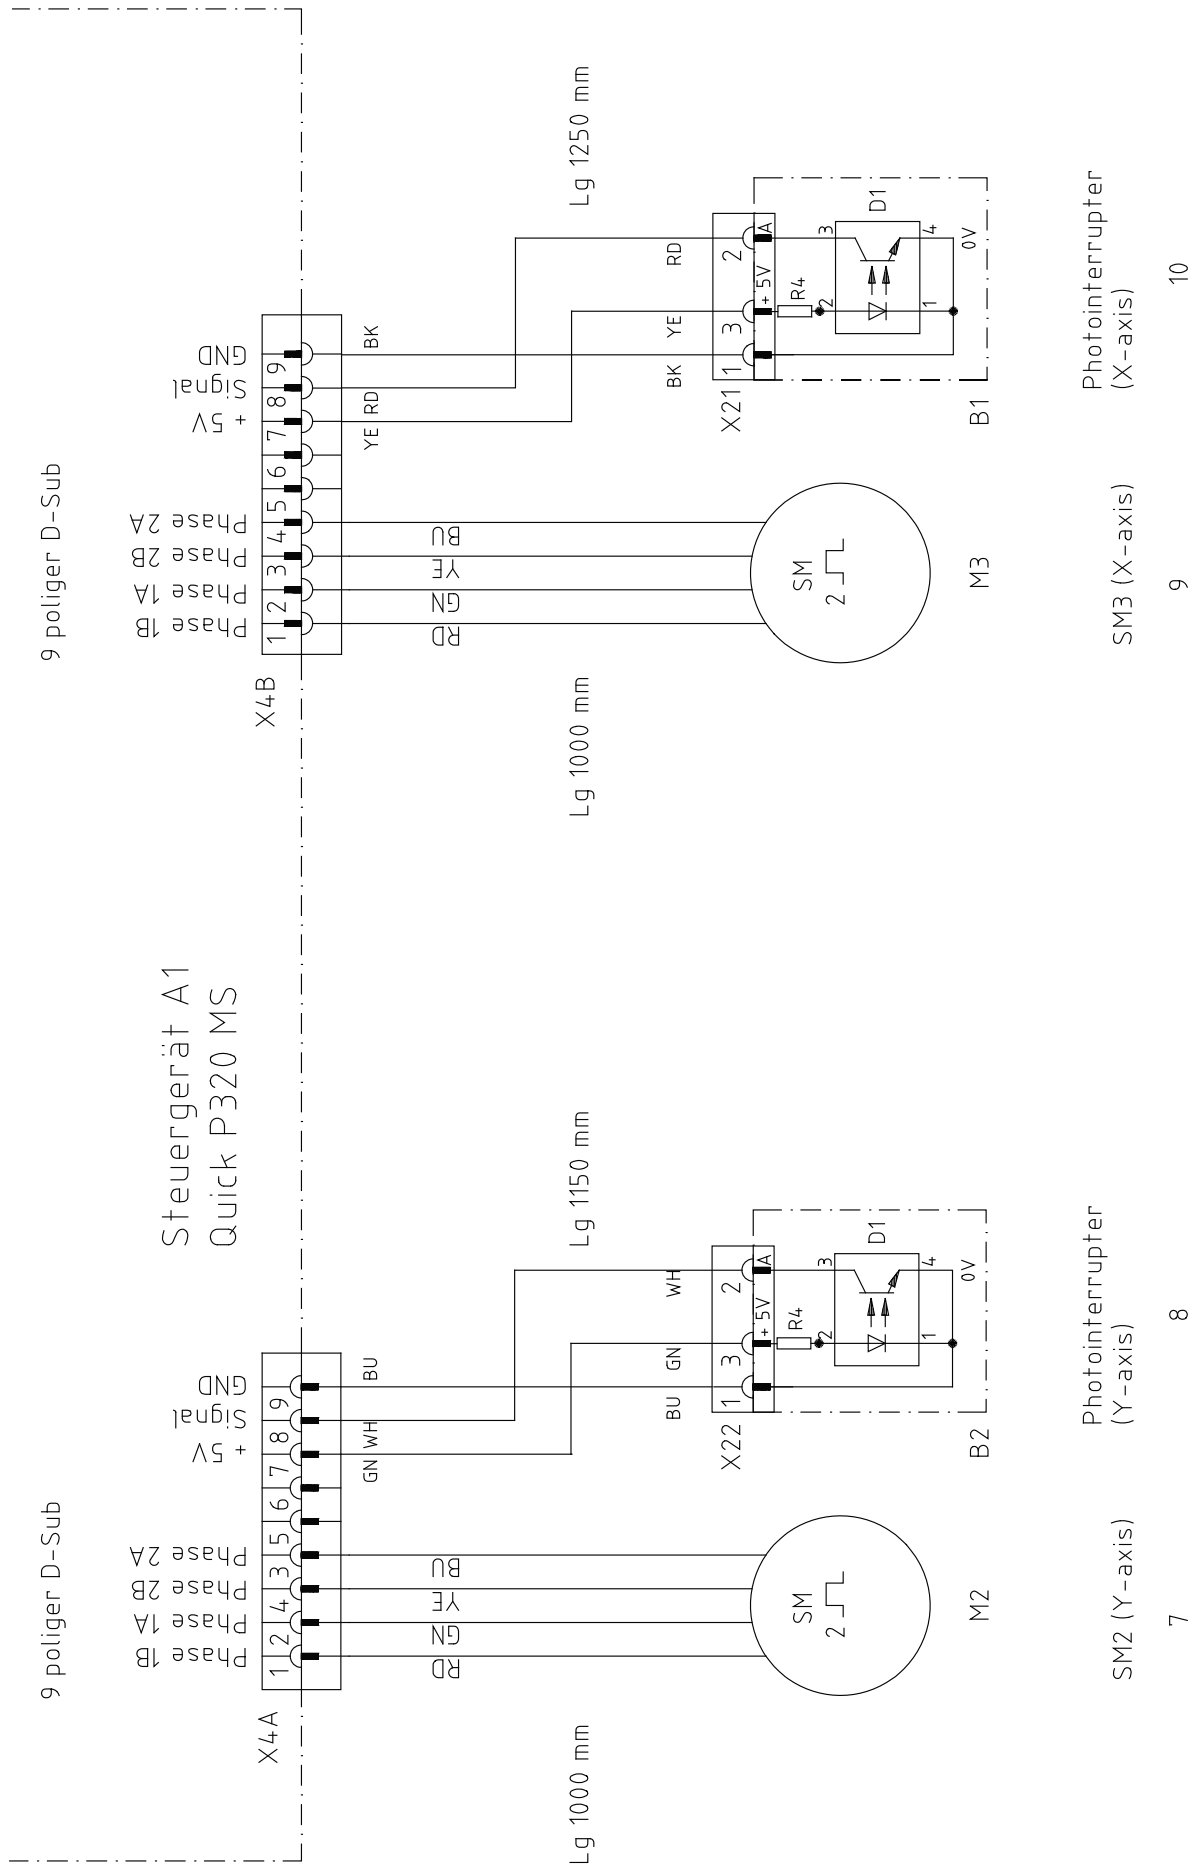 Steuergerät A1
Quick P320 MS
9 poliger D-Sub
X4A
1
2
4
3
5
6
7
8
9
Phase 1B
Phase 1A
Phase 2B
Phase 2A
+ 5V
Signal
GND
RD
GN
YE
BU
GN
WH
BU
Lg 1000 mm
Lg 1150 mm
BU
GN
WH
X22
1
3
2
+ 5V
A
R4
2
3
D1
1
4
0V
B2
SM
2
M2
SM2 (Y-axis)
7
Photointerrupter
(Y-axis)
8
9 poliger D-Sub
X4B
1
2
3
4
5
6
7
8
9
Phase 1B
Phase 1A
Phase 2B
Phase 2A
+ 5V
Signal
GND
RD
GN
YE
BU
YE
RD
BK
Lg 1000 mm
Lg 1250 mm
BK
YE
RD
X21
1
3
2
+ 5V
A
R4
2
3
D1
1
4
0V
B1
SM
2
M3
SM3 (X-axis)
9
Photointerrupter
(X-axis)
10